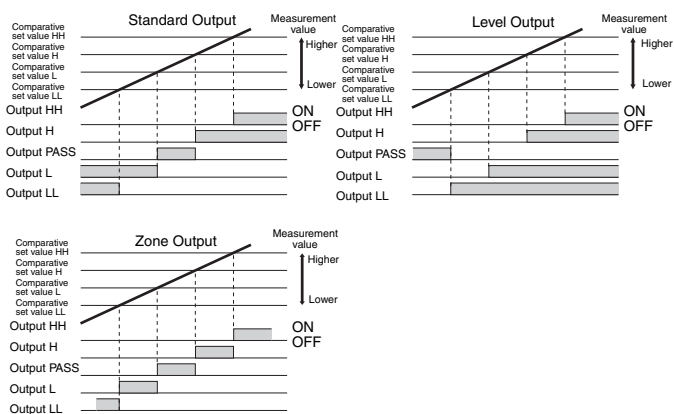 Standard Output
Measurement
value
Comparative
set value HH
Comparative
set value H
Comparative
set value L
Comparative
set value LL
Higher
Lower
Output HH
ON
OFF
Output H
Output PASS
Output L
Output LL
Level Output
Measurement
value
Comparative
set value HH
Comparative
set value H
Comparative
set value L
Comparative
set value LL
Higher
Lower
Output HH
ON
OFF
Output H
Output PASS
Output L
Output LL
Zone Output
Measurement
value
Comparative
set value HH
Comparative
set value H
Comparative
set value L
Comparative
set value LL
Higher
Lower
Output HH
ON
OFF
Output H
Output PASS
Output L
Output LL